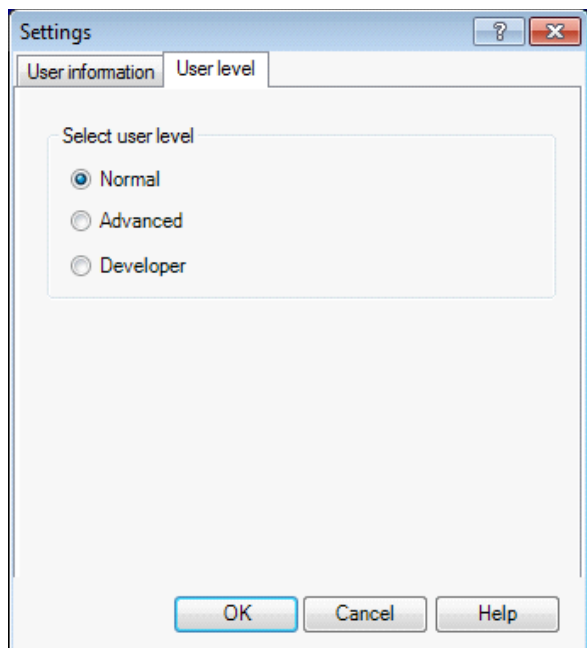 Settings
?
User information User level
Select user level
Normal
Advanced
Developer
OK Cancel Help